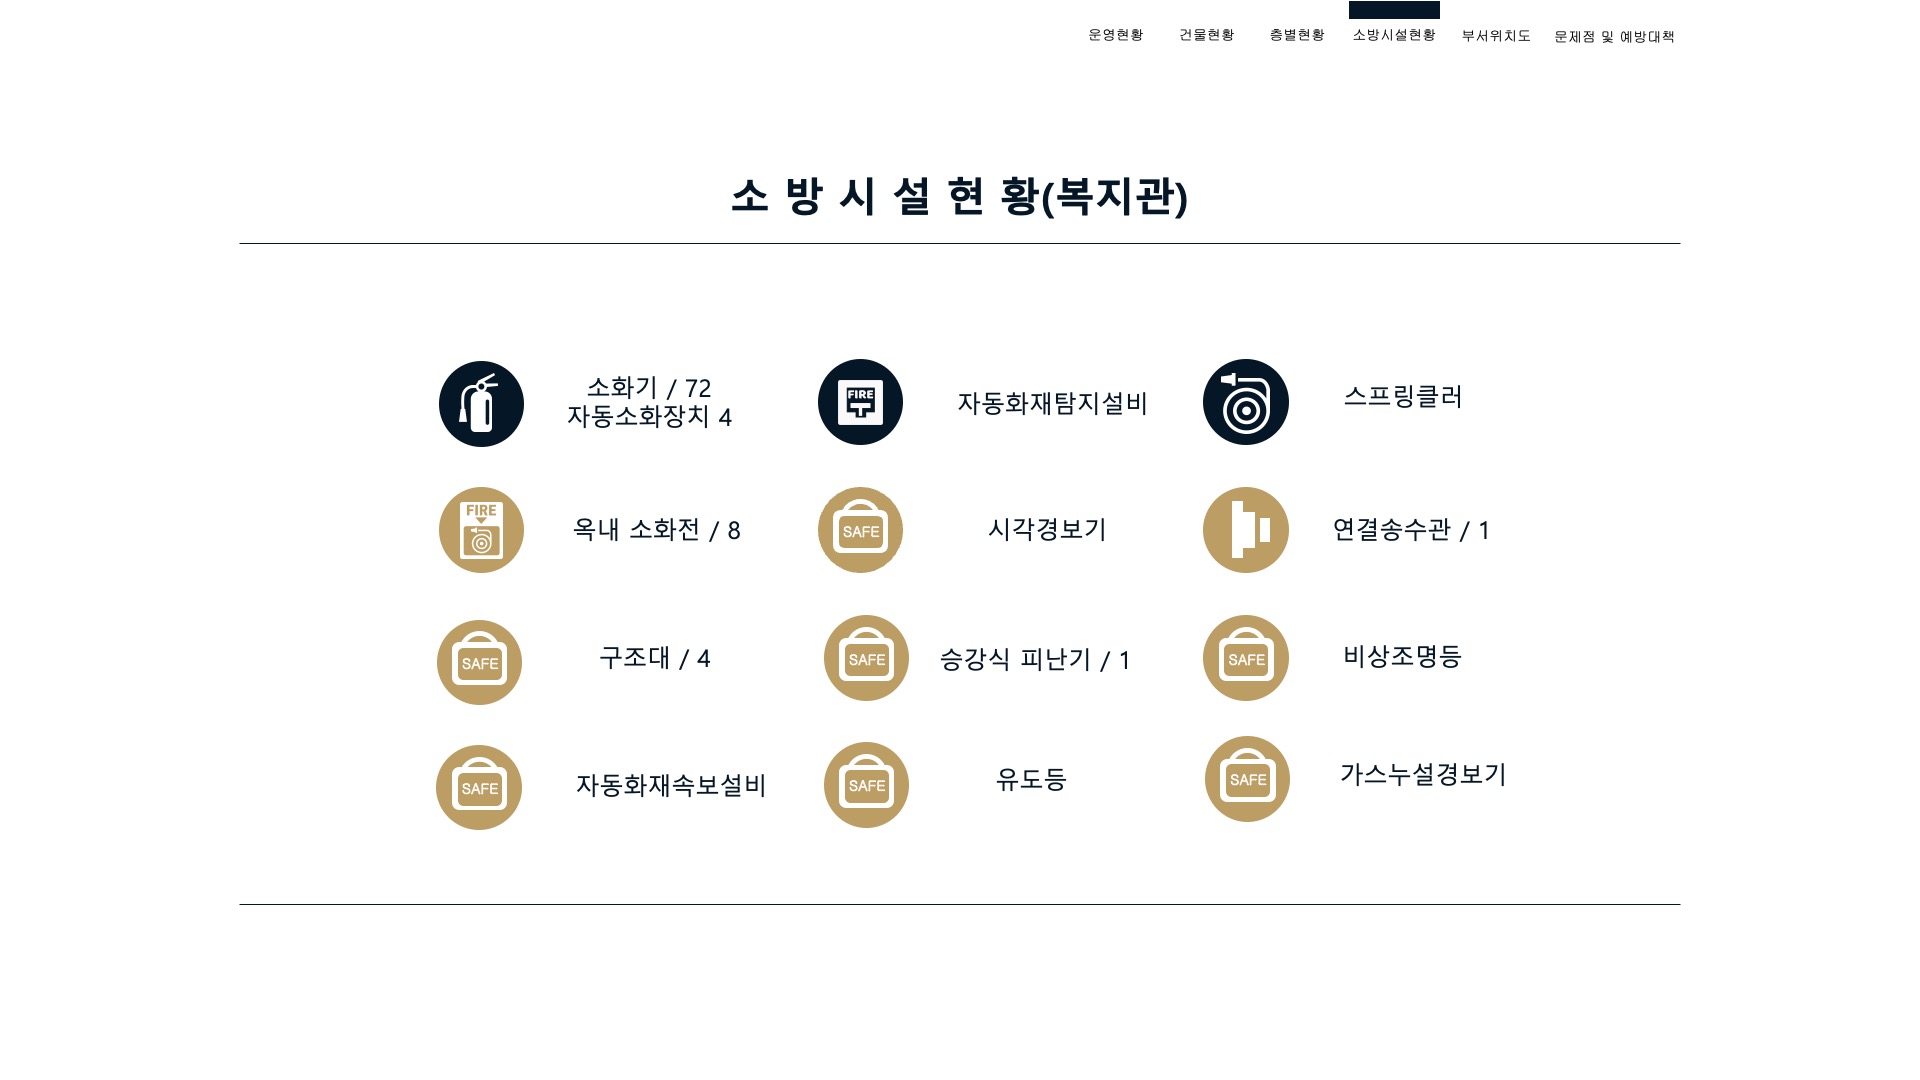 운영현황 건물현황 층별현황 소방시설현황 부서위치도 문제점 및 예방대책
소 방 시 설 현 황(복지관)
소화기 / 72
자동소화장치 4
FIRE
자동화재탐지설비
스프링클러
FIRE
옥내 소화전 / 8
SAFE
시각경보기
연결송수관 / 1
SAFE
구조대 / 4
SAFE
승강식 피난기 / 1
SAFE
비상조명등
SAFE
자동화재속보설비
SAFE
유도등
SAFE
가스누설경보기